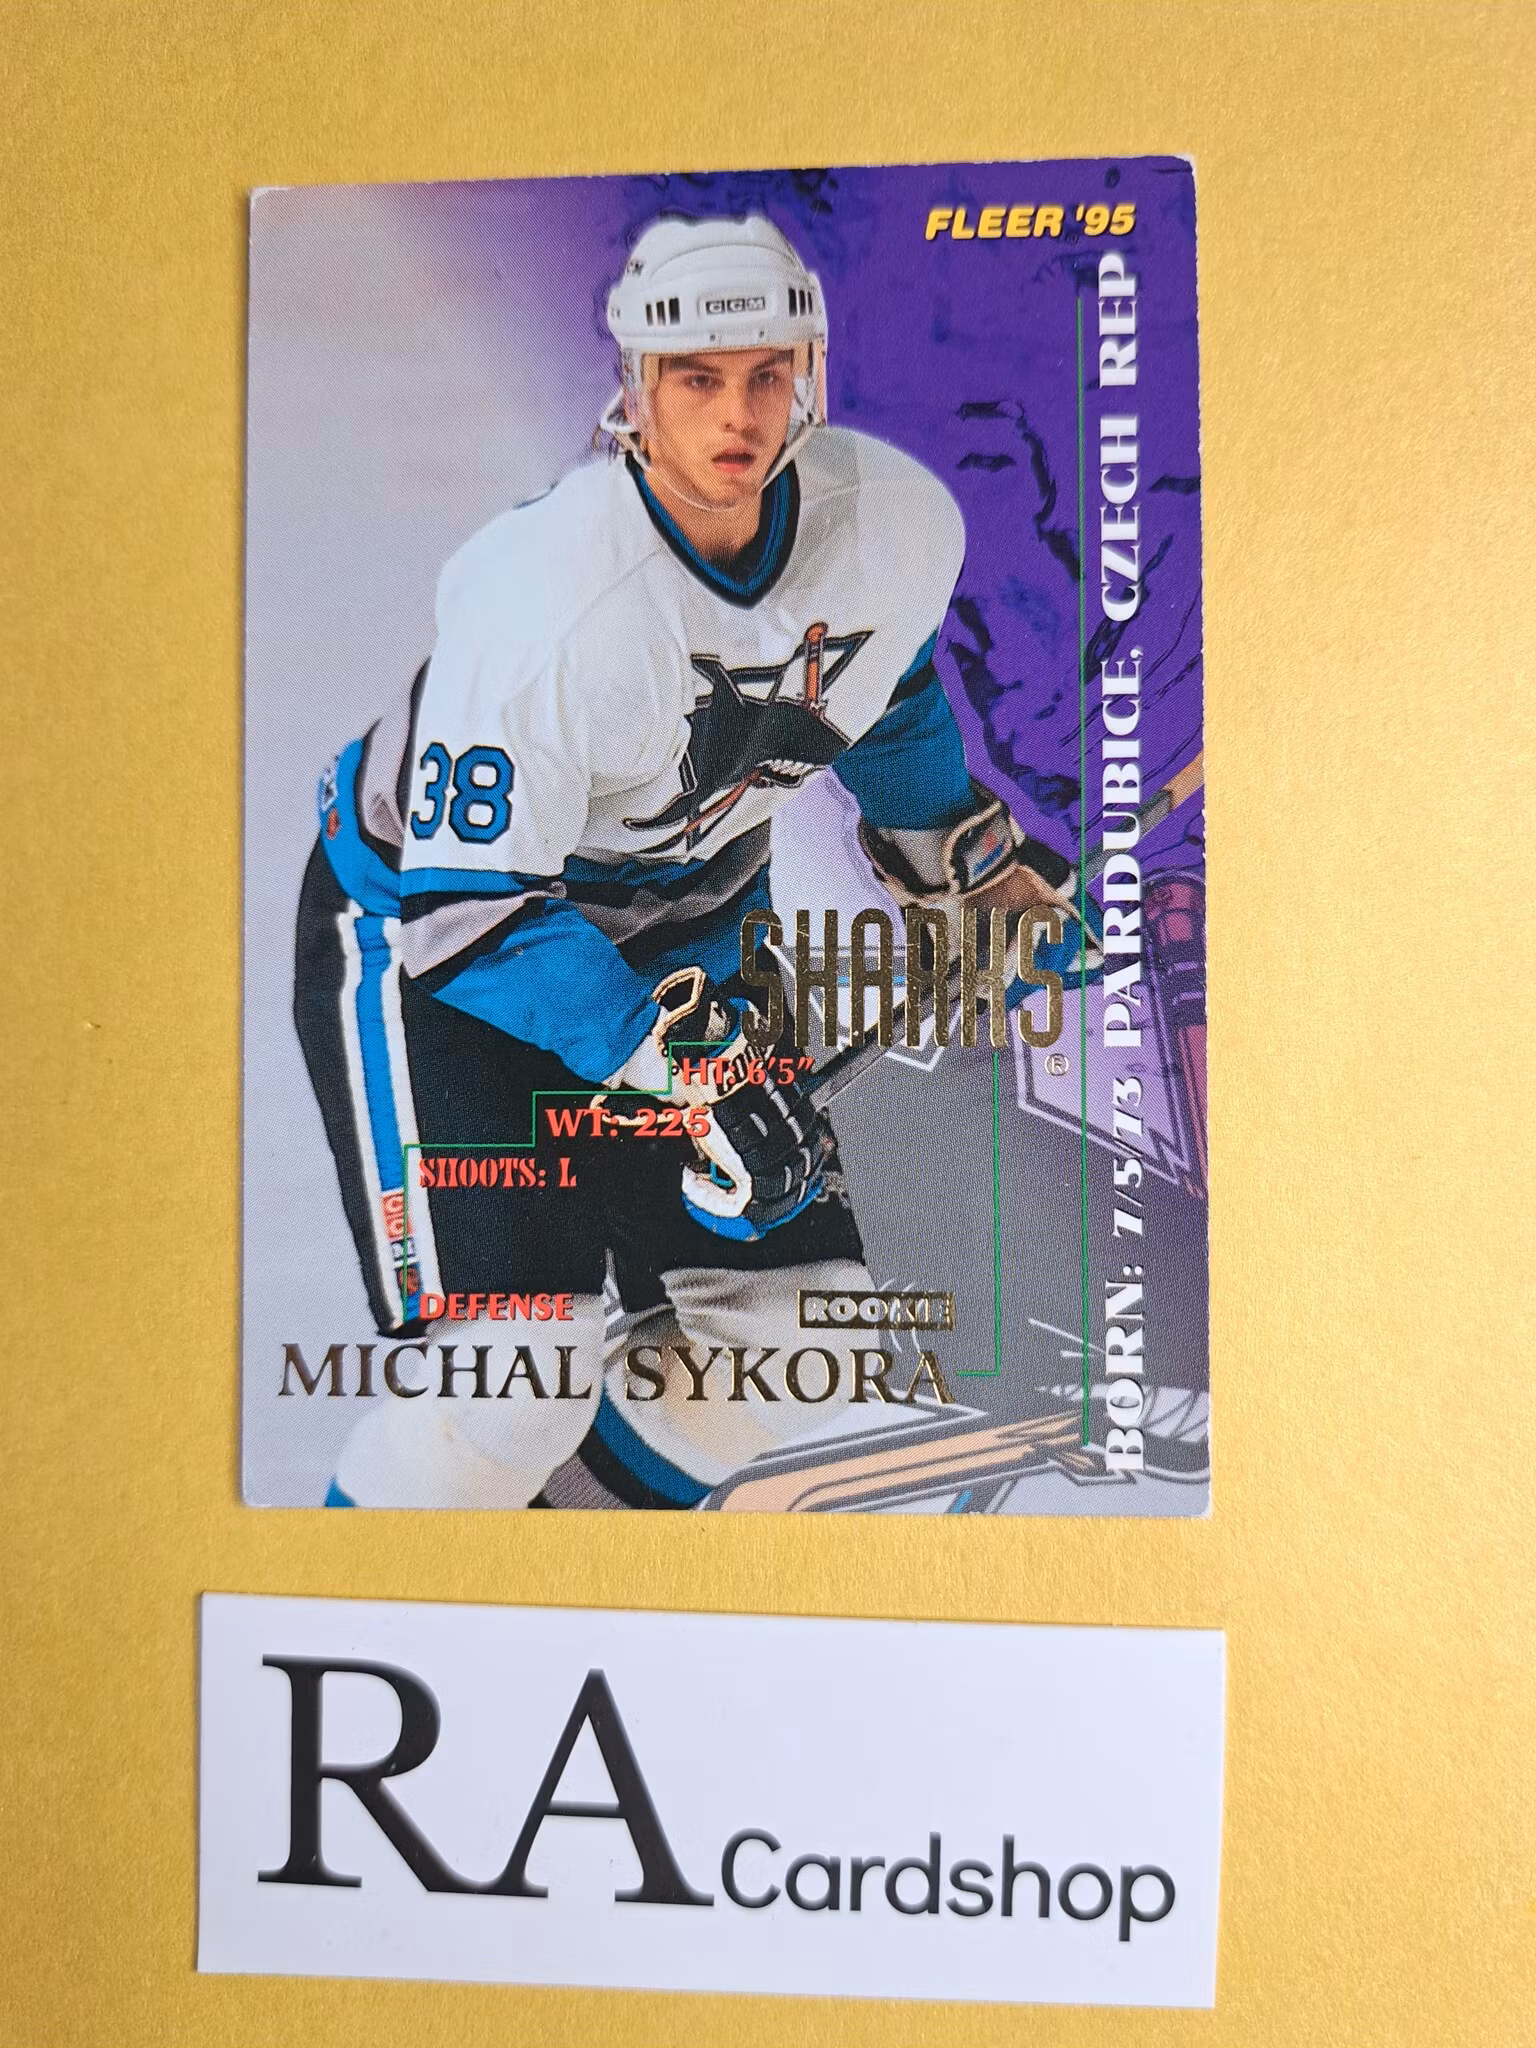 FLEER '95
CCM
38
BORN: 7/5/73 PARDUBICE, CZECH REP
SHARKS
®
HT: 6'5"
WT: 225
SHOOTS: L
DEFENSE
ROOKIE
MICHAL SYKORA
RA Cardshop